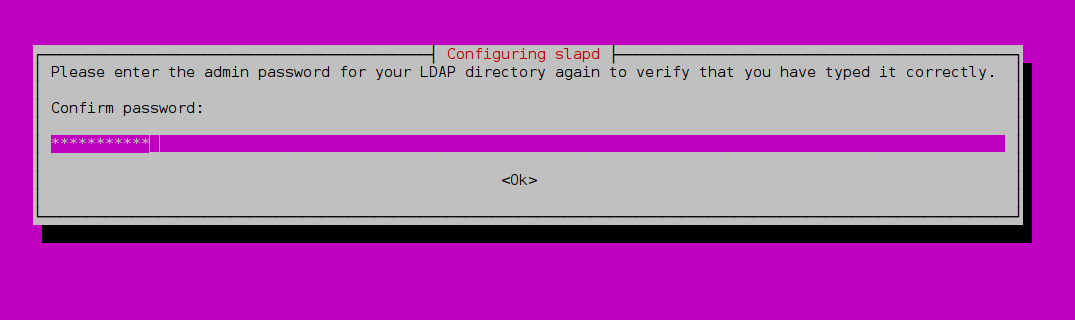 Configuring slapd
Please enter the admin password for your LDAP directory again to verify that you have typed it correctly.
Confirm password:
***********
<Ok>